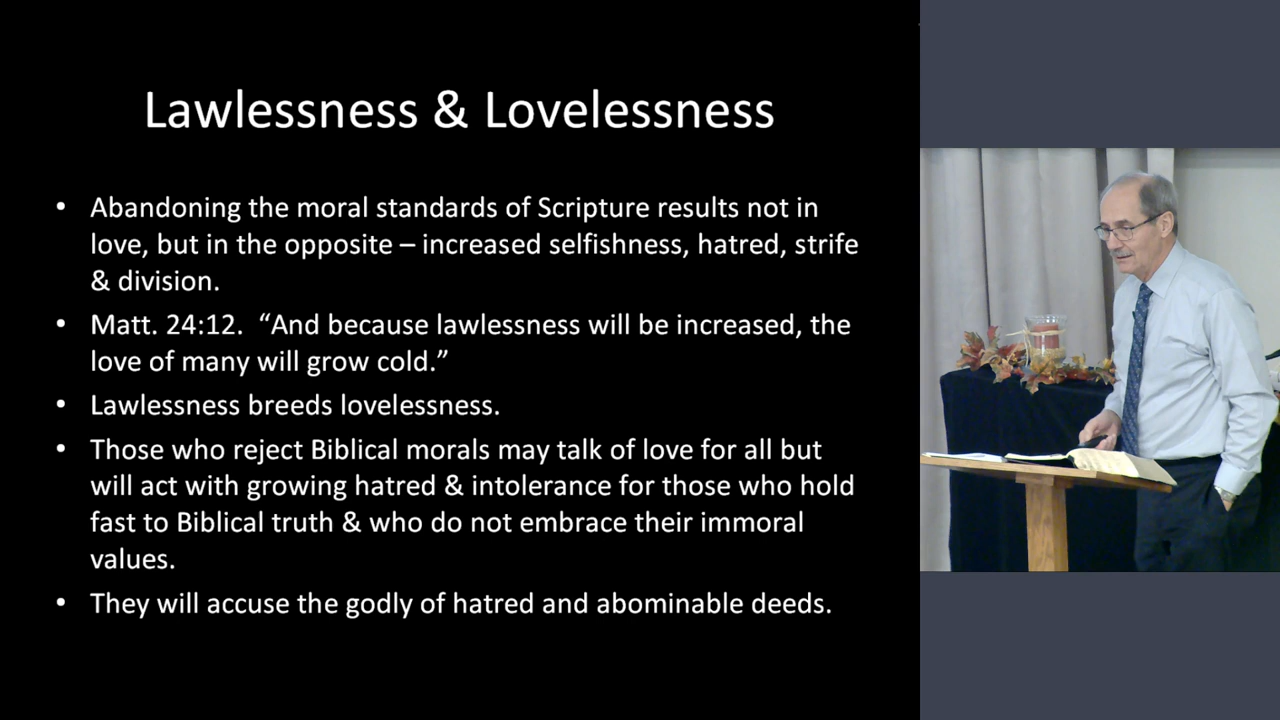 Lawlessness & Lovelessness
• Abandoning the moral standards of Scripture results not in
love, but in the opposite – increased selfishness, hatred, strife
& division.
• Matt. 24:12.  “And because lawlessness will be increased, the
love of many will grow cold.”
• Lawlessness breeds lovelessness.
• Those who reject Biblical morals may talk of love for all but
will act with growing hatred & intolerance for those who hold
fast to Biblical truth & who do not embrace their immoral
values.
• They will accuse the godly of hatred and abominable deeds.